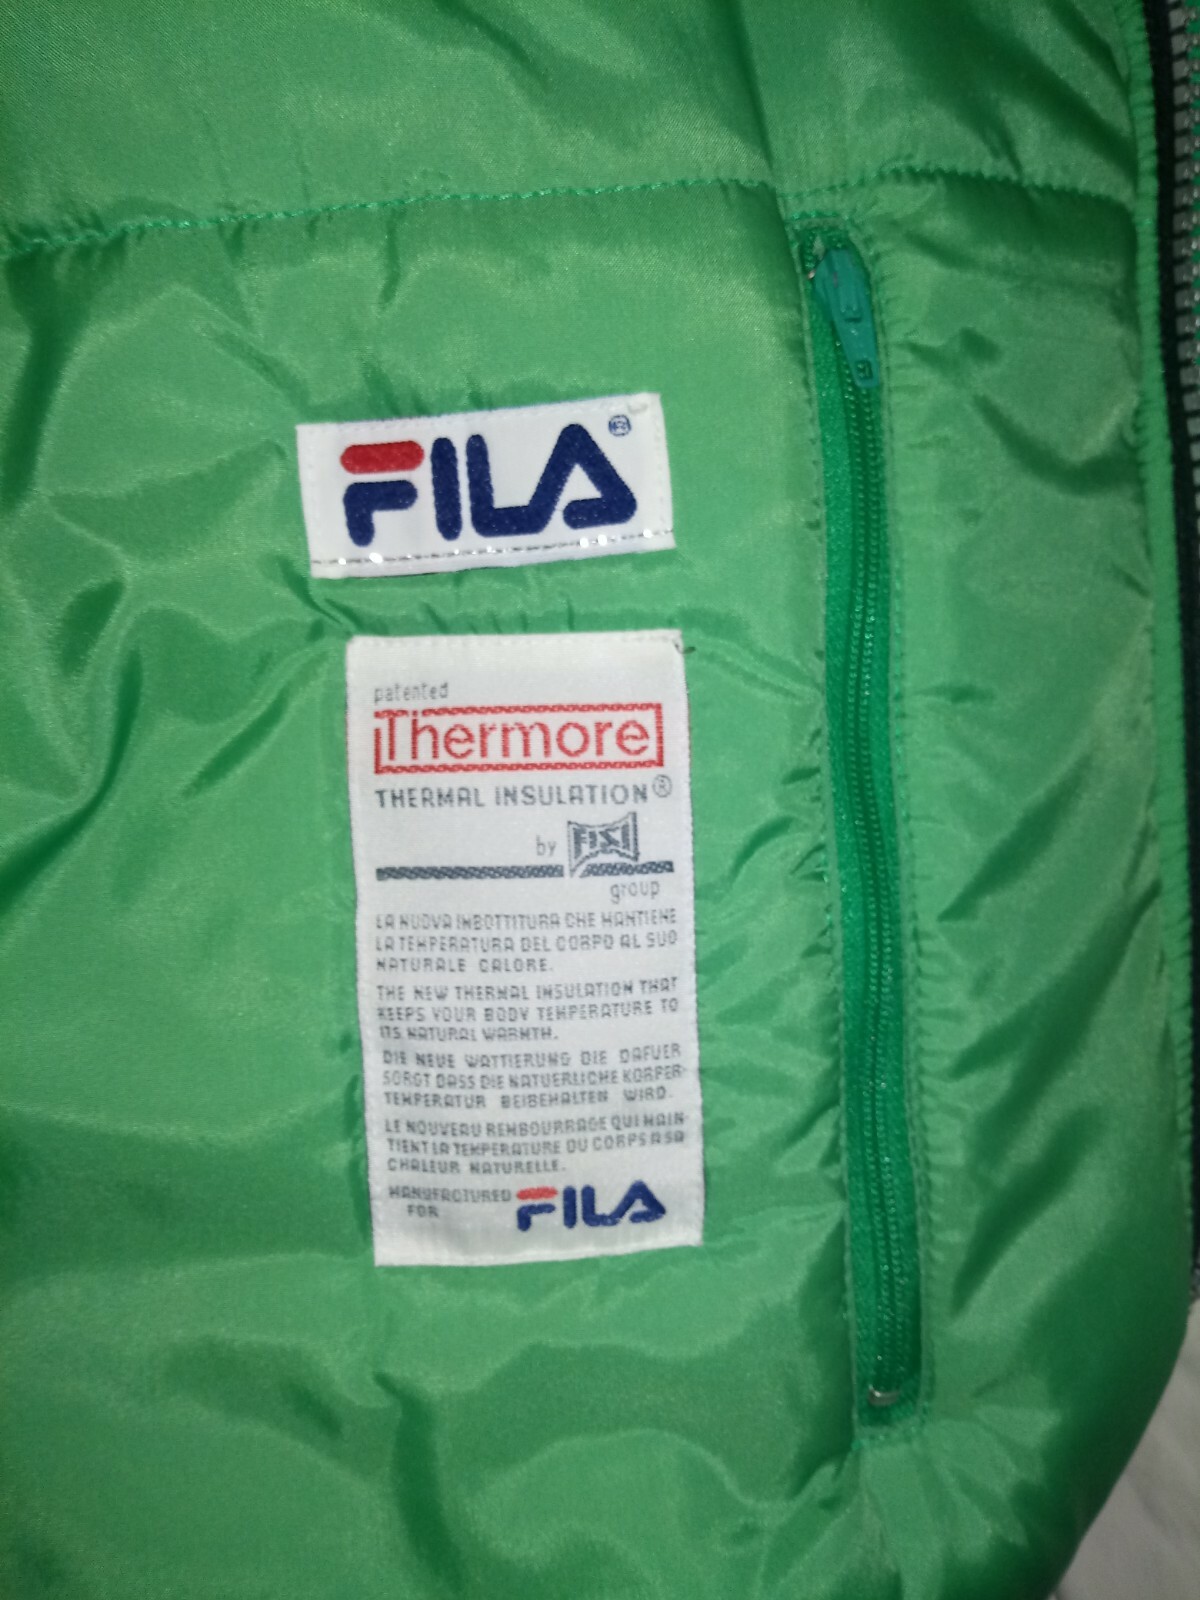 FILA®
patented
Thermore
THERMAL INSULATION®
by FISI
group
LA NUOVA IMBOTTITURA CHE MANTIENE
LA TEMPERATURA DEL CORPO AL SUO
NATURALE CALORE.
THE NEW THERMAL INSULATION THAT
KEEPS YOUR BODY TEMPERATURE TO
ITS NATURAL WARMTH.
DIE NEUE WATTIERUNG DIE DAFUER
SORGT DASS DIE NATUERLICHE KORPER-
TEMPERATUR BEIBEHALTEN WIRD.
LE NOUVEAU REMBOURRAGE QUI MAIN
TIENT LA TEMPERATURE DU CORPS A SA
CHALEUR NATURELLE.
MANUFACTURED
FOR
FILA